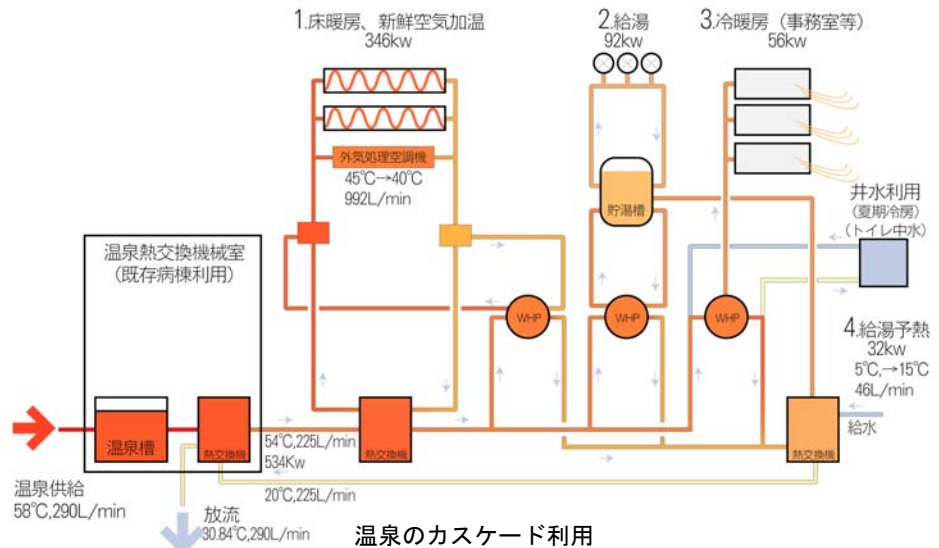 1.床暖房、新鮮空気加温
346kw
2.給湯
92kw
3.冷暖房（事務室等）
56kw
外気処理空調機
45℃→40℃
992L/min
貯湯槽
井水利用
(夏期冷房)
(トイレ中水)
温泉熱交換機械室
(既存病棟利用)
WHP
WHP
WHP
4.給湯予熱
32kw
5℃,→15℃
46L/min
給水
温泉槽
熱交換機
54℃,225L/min
534Kw
熱交換機
熱交換機
20℃,225L/min
温泉供給
58℃,290L/min
放流
30.84℃,290L/min
温泉のカスケード利用